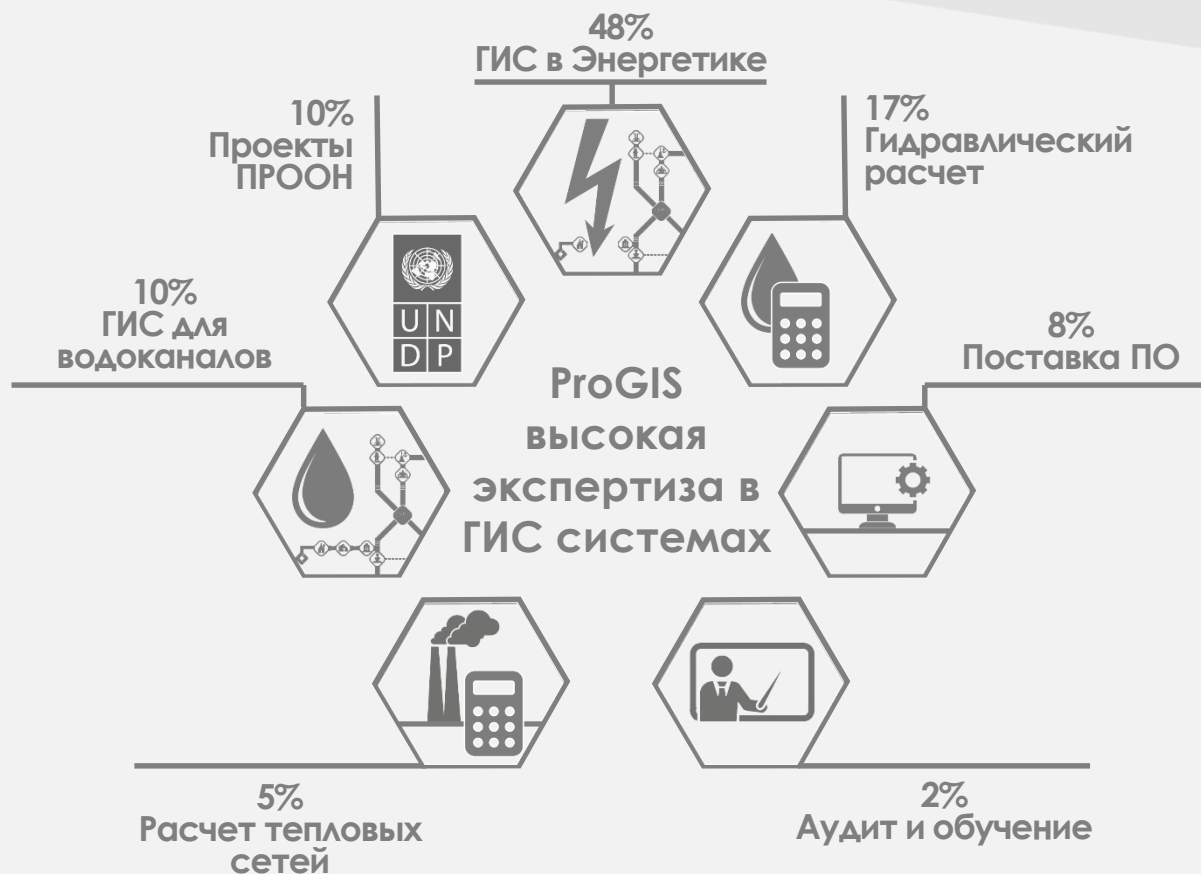 48%
ГИС в Энергетике
10%
Проекты
ПРООН
17%
Гидравлический
расчет
U N
D P
10%
ГИС для
водоканалов
8%
Поставка ПО
ProGIS
высокая
экспертиза в
ГИС системах
5%
Расчет тепловых
сетей
2%
Аудит и обучение